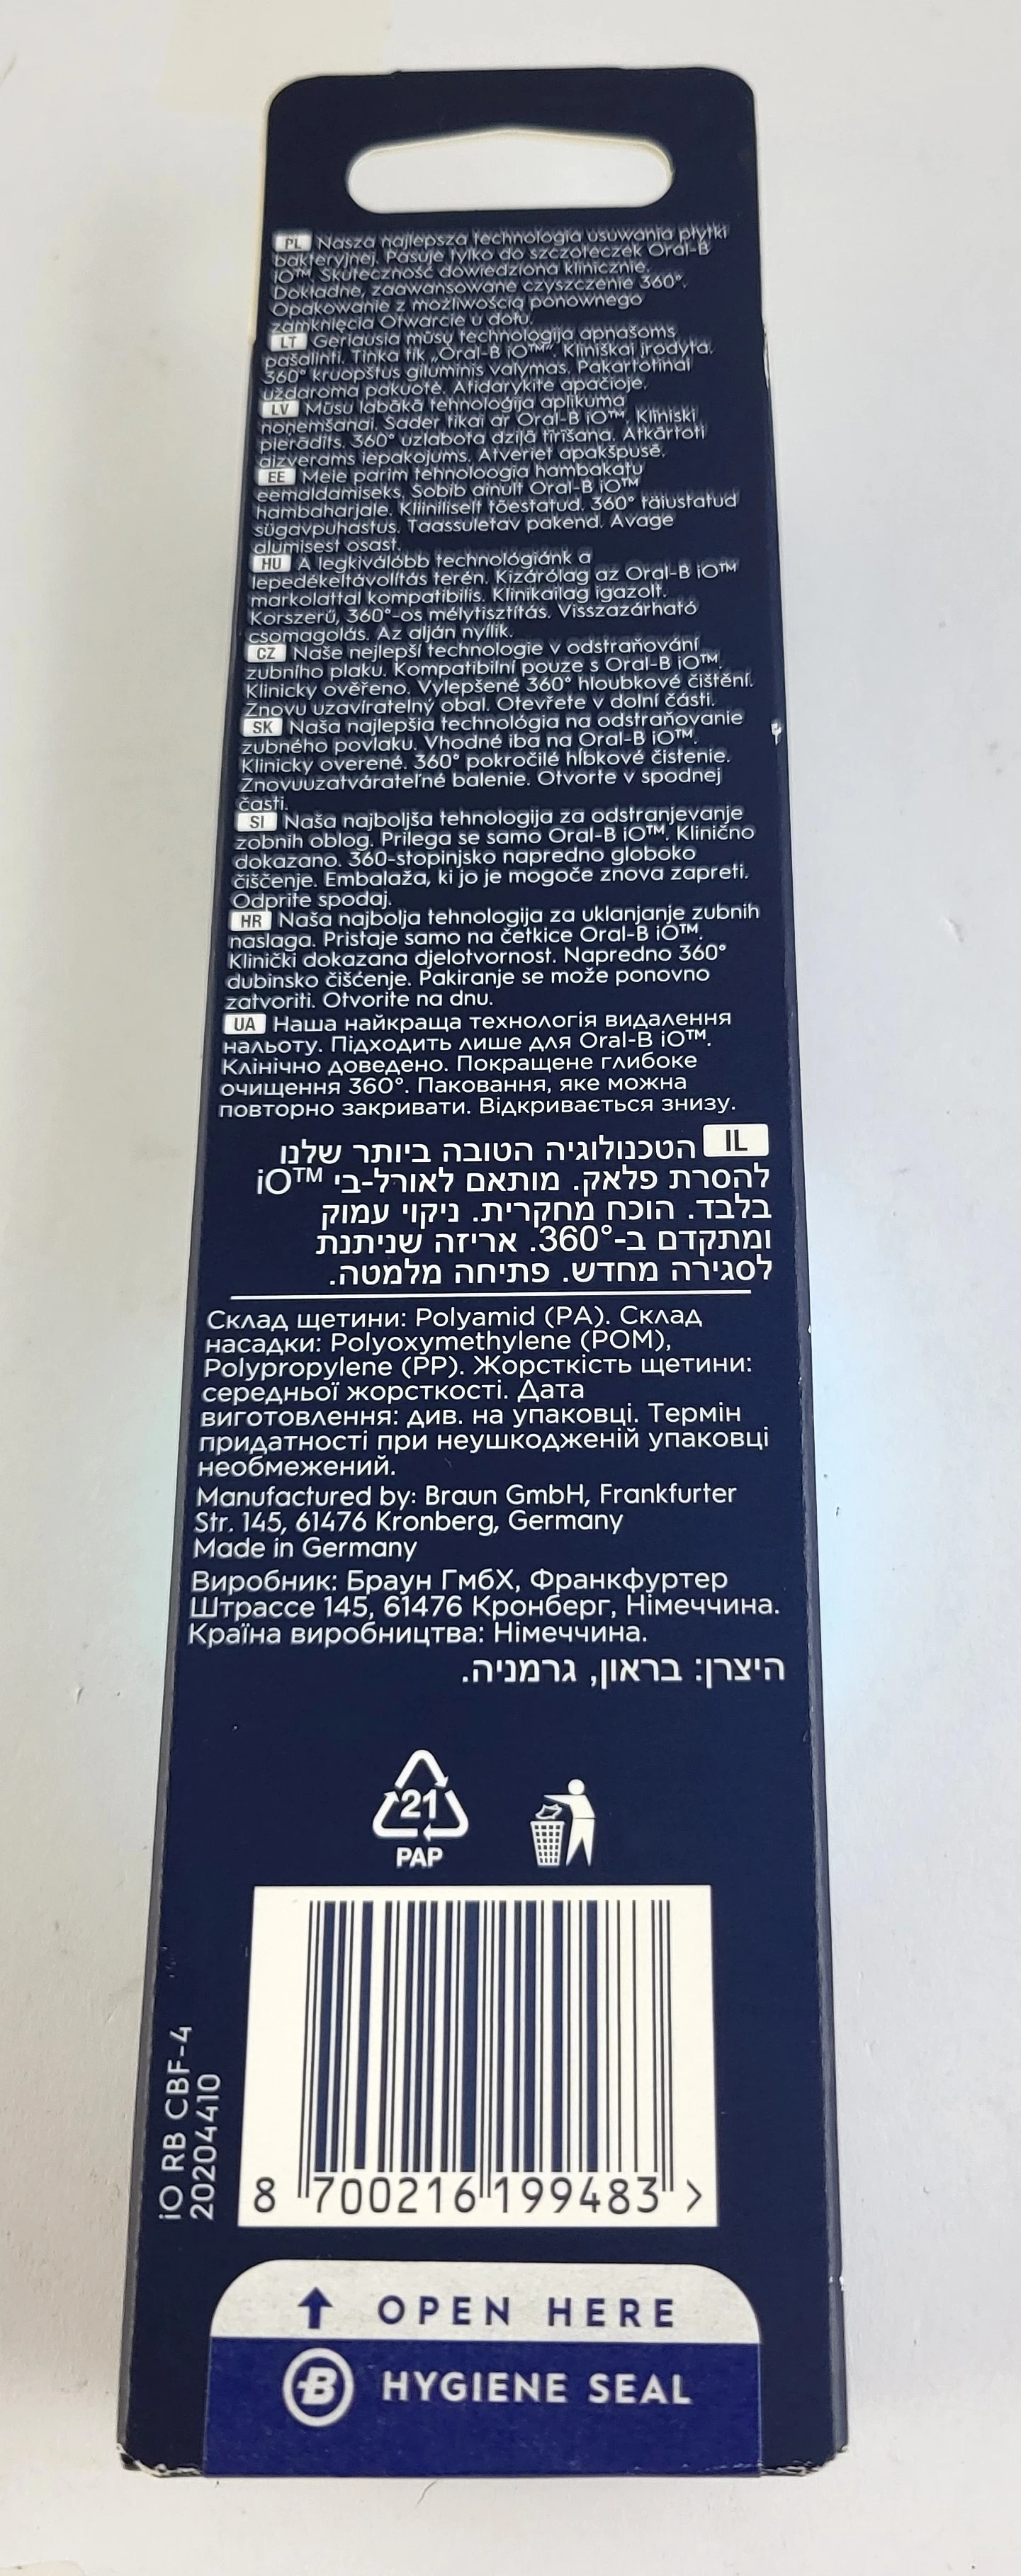 PL Nasza najlepsza technologia usuwania płytki
bakteryjnej. Pasuje tylko do szczoteczek Oral-B
iO™. Skuteczność dowiedziona klinicznie.
Dokładne, zaawansowane czyszczenie 360°.
Opakowanie z możliwością ponownego
zamknięcia Otwarcie u dołu.
LT Geriausia mūsų technologija apnašoms
pašalinti. Tinka tik „Oral-B iO™“. Kliniškai įrodyta.
360° kruopštus giluminis valymas. Pakartotinai
uždaroma pakuotė. Atidarykite apačioje.
LV Mūsu labākā tehnoloģija aplikuma
noņemšanai. Sader tikai ar Oral-B iO™. Klīniski
pierādīts. 360° uzlabota dziļā tīrīšana. Atkārtoti
aizverams iepakojums. Atveriet apakšpusē.
EE Meie parim tehnoloogia hambakatu
eemaldamiseks. Sobib ainult Oral-B iO™
hambaharjale. Kliiniliselt tõestatud. 360° täiustatud
sügavpuhastus. Taassuletav pakend. Avage
alumisest osast.
HU A legkiválóbb technológiánk a
lepedékeltávolítás terén. Kizárólag az Oral-B iO™
markolattal kompatibilis. Klinikailag igazolt.
Korszerű, 360°-os mélytisztítás. Visszazárható
csomagolás. Az alján nyílik.
CZ Naše nejlepší technologie v odstraňování
zubního plaku. Kompatibilní pouze s Oral-B iO™.
Klinicky ověřeno. Vylepšené 360° hloubkové čištění.
Znovu uzavíratelný obal. Otevřete v dolní části.
SK Naša najlepšia technológia na odstraňovanie
zubného povlaku. Vhodné iba na Oral-B iO™.
Klinicky overené. 360° pokročilé hĺbkové čistenie.
Znovuuzatvárateľné balenie. Otvorte v spodnej
časti.
SI Naša najboljša tehnologija za odstranjevanje
zobnih oblog. Prilega se samo Oral-B iO™. Klinično
dokazano. 360-stopinjsko napredno globoko
čiščenje. Embalaža, ki jo je mogoče znova zapreti.
Odprite spodaj.
HR Naša najbolja tehnologija za uklanjanje zubnih
naslaga. Pristaje samo na četkice Oral-B iO™.
Klinički dokazana djelotvornost. Napredno 360°
dubinsko čišćenje. Pakiranje se može ponovno
zatvoriti. Otvorite na dnu.
UA Наша найкраща технологія видалення
нальоту. Підходить лише для Oral-B iO™.
Клінічно доведено. Покращене глибоке
очищення 360°. Паковання, яке можна
повторно закривати. Відкривається знизу.
IL הטכנולוגיה הטובה ביותר שלנו
להסרת פלאק. מותאם לאורל-בי iO™
בלבד. הוכח מחקרית. ניקוי עמוק
ומתקדם ב-360°. אריזה שניתנת
לסגירה מחדש. פתיחה מלמטה.
Склад щетини: Polyamid (PA). Склад
насадки: Polyoxymethylene (POM),
Polypropylene (PP). Жорсткість щетини:
середньої жорсткості. Дата
виготовлення: див. на упаковці. Термін
придатності при неушкодженій упаковці
необмежений.
Manufactured by: Braun GmbH, Frankfurter
Str. 145, 61476 Kronberg, Germany
Made in Germany
Виробник: Браун ГмбХ, Франкфуртер
Штрассе 145, 61476 Кронберг, Німеччина.
Країна виробництва: Німеччина.
היצרן: בראון, גרמניה.
21
PAP
iO RB CBF-4
20204410
8 700216 199483 >
OPEN HERE
B HYGIENE SEAL